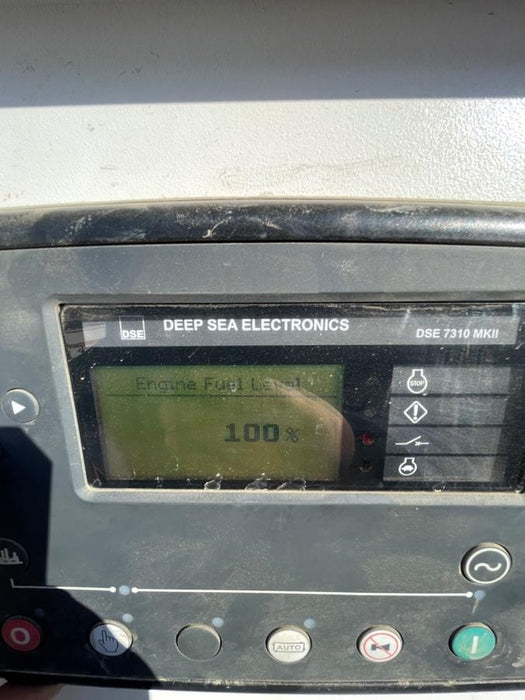 DSE
DEEP SEA ELECTRONICS
DSE 7310 MKII
Engine Fuel Level
100%
STOP
AUTO